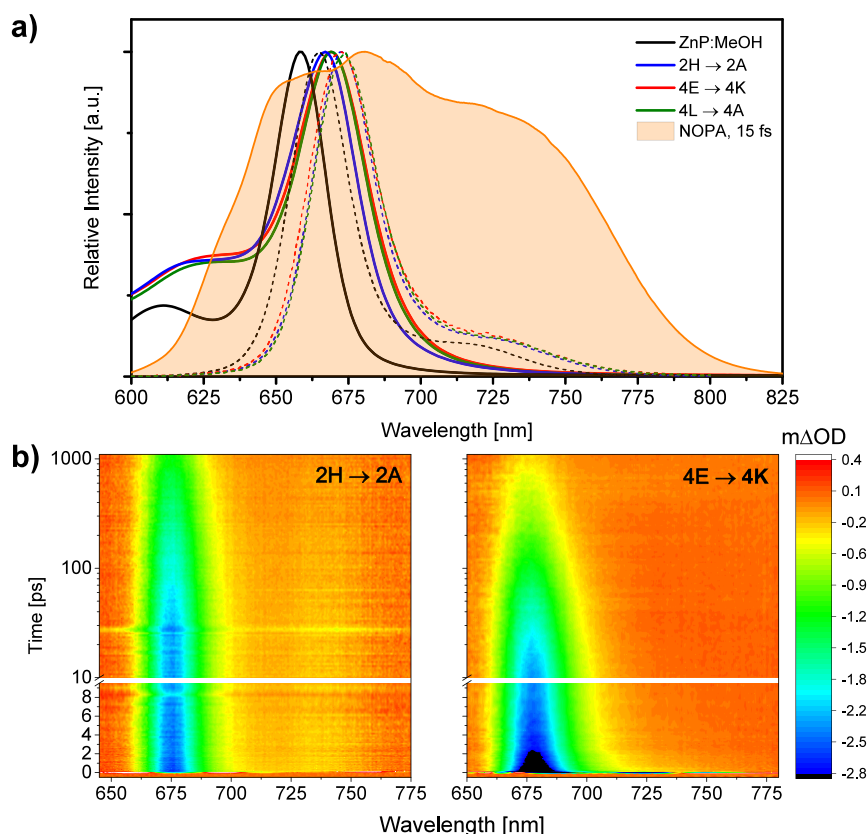 a)
Relative Intensity [a.u.]
ZnP:MeOH
2H → 2A
4E → 4K
4L → 4A
NOPA, 15 fs
600 625 650 675 700 725 750 775 800 825
Wavelength [nm]
b)
Time [ps]
1000
100
10
8
6
4
2
0
2H → 2A
650 675 700 725 750 775
4E → 4K
650 675 700 725 750 775
Wavelength [nm]
m∆OD
0.4
0.1
-0.2
-0.5
-0.8
-1.2
-1.5
-1.8
-2.2
-2.5
-2.8